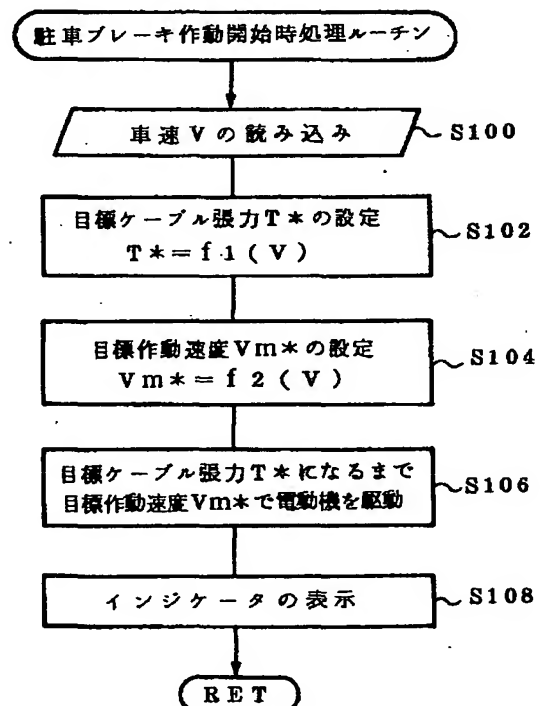 駐車ブレーキ作動開始時処理ルーチン
車速Vの読み込み
S100
目標ケーブル張力T*の設定
T*=f1(V)
S102
目標作動速度Vm*の設定
Vm*=f2(V)
S104
目標ケーブル張力T*になるまで
目標作動速度Vm*で電動機を駆動
S106
インジケータの表示
S108
RET